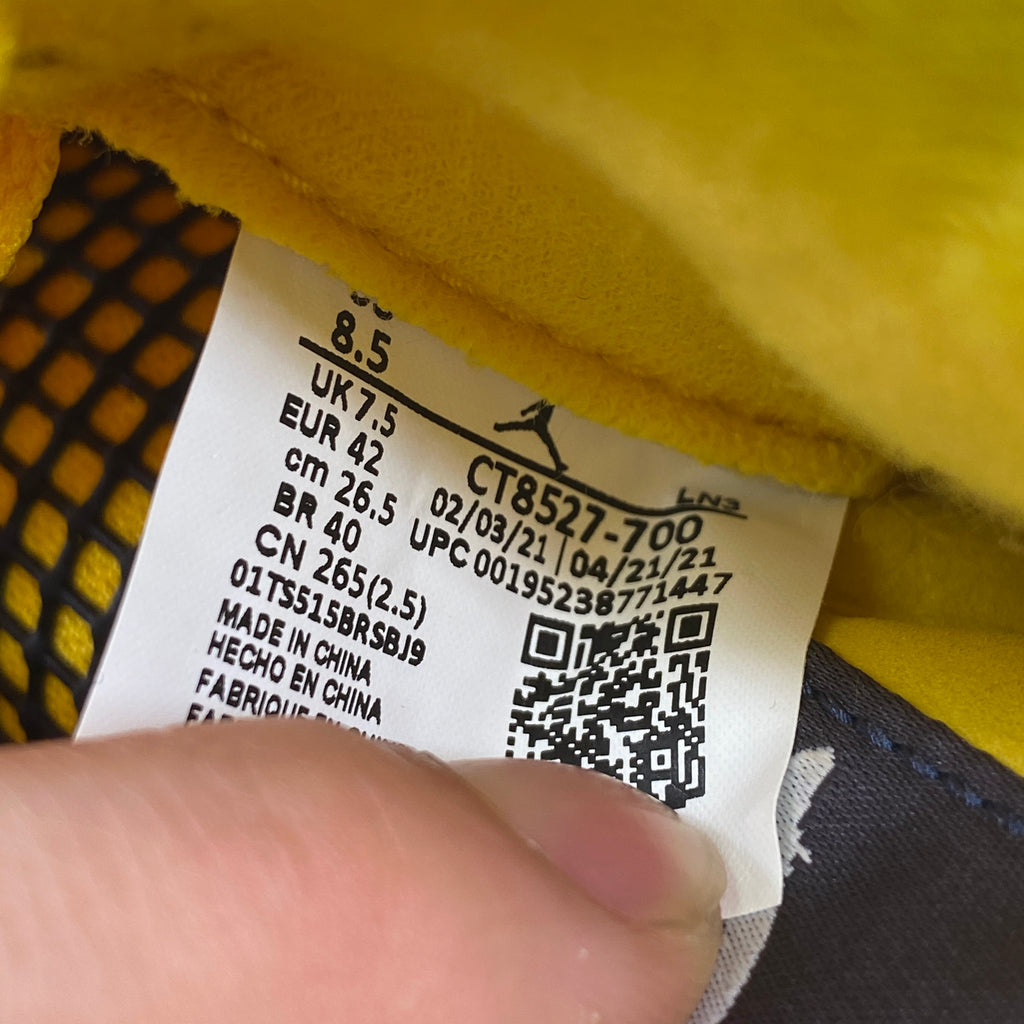 8.5
UK 7.5
EUR 42
cm 26.5
BR 40
CN 265(2.5)
01TS515BRSBJ9
MADE IN CHINA
HECHO EN CHINA
FABRIQUE
LN3
CT8527-700
02/03/21 | 04/21/21
UPC 00195238771447